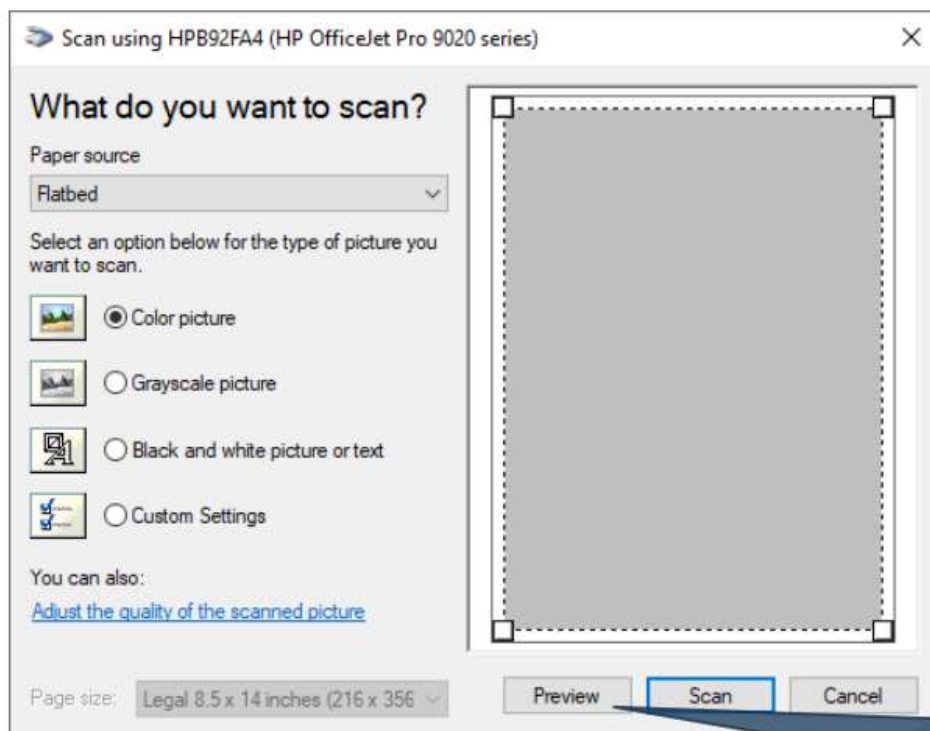 Scan using HPB92FA4 (HP OfficeJet Pro 9020 series)
What do you want to scan?
Paper source
Flatbed
Select an option below for the type of picture you
want to scan.
Color picture
Grayscale picture
Black and white picture or text
Custom Settings
You can also:
Adjust the quality of the scanned picture
Page size: Legal 8.5 x 14 inches (216 x 356
Preview Scan Cancel